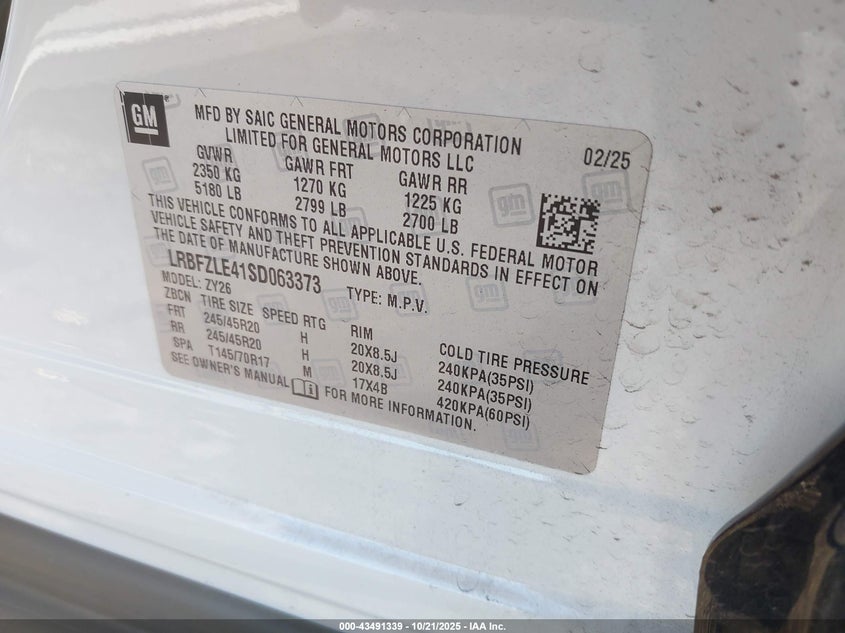 GM
MFD BY SAIC GENERAL MOTORS CORPORATION
LIMITED FOR GENERAL MOTORS LLC
02/25
GVWR GAWR FRT GAWR RR
2350 KG 1270 KG 1225 KG
5180 LB 2799 LB 2700 LB
THIS VEHICLE CONFORMS TO ALL APPLICABLE U.S. FEDERAL MOTOR
VEHICLE SAFETY AND THEFT PREVENTION STANDARDS IN EFFECT ON
THE DATE OF MANUFACTURE SHOWN ABOVE.
LRBFZLE41SD063373 TYPE: M.P.V.
MODEL: ZY26
ZBCN TIRE SIZE SPEED RTG RIM COLD TIRE PRESSURE
FRT 245/45R20 H 20X8.5J 240KPA(35PSI)
RR 245/45R20 H 20X8.5J 240KPA(35PSI)
SPA T145/70R17 M 17X4B 420KPA(60PSI)
SEE OWNER'S MANUAL FOR MORE INFORMATION.
000-43491339 | 10/21/2025 - IAA Inc.